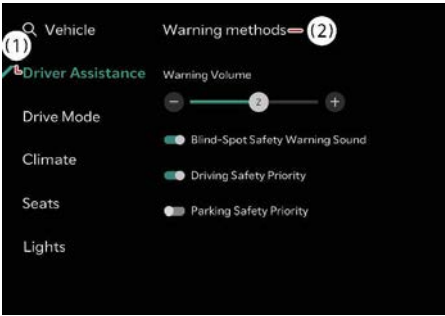 Vehicle
Warning methods (2)
(1)
Driver Assistance
Warning Volume
2
Drive Mode
Blind-Spot Safety Warning Sound
Climate
Driving Safety Priority
Seats
Parking Safety Priority
Lights